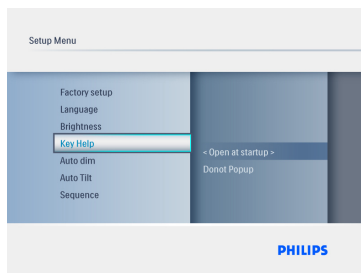 Setup Menu
Factory setup
Language
Brightness
Key Help
Auto dim
Auto Tilt
Sequence
< Open at startup >
Donot Popup
PHILIPS